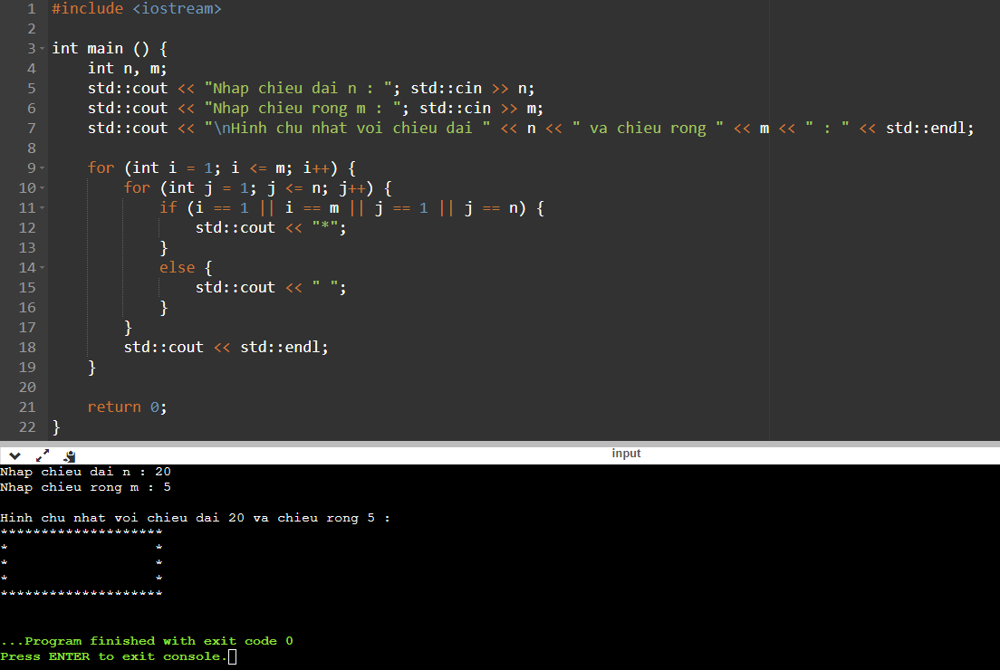 1 #include <iostream>
2
3 int main () {
4     int n, m;
5     std::cout << "Nhap chieu dai n : "; std::cin >> n;
6     std::cout << "Nhap chieu rong m : "; std::cin >> m;
7     std::cout << "\nHinh chu nhat voi chieu dai " << n << " va chieu rong " << m << " : " << std::endl;
8
9     for (int i = 1; i <= m; i++) {
10         for (int j = 1; j <= n; j++) {
11             if (i == 1 || i == m || j == 1 || j == n) {
12                 std::cout << "*";
13             }
14             else {
15                 std::cout << " ";
16             }
17         }
18         std::cout << std::endl;
19     }
20
21     return 0;
22 }
input
Nhap chieu dai n : 20
Nhap chieu rong m : 5

Hinh chu nhat voi chieu dai 20 va chieu rong 5 :
********************
*                  *
*                  *
*                  *
********************

...Program finished with exit code 0
Press ENTER to exit console.